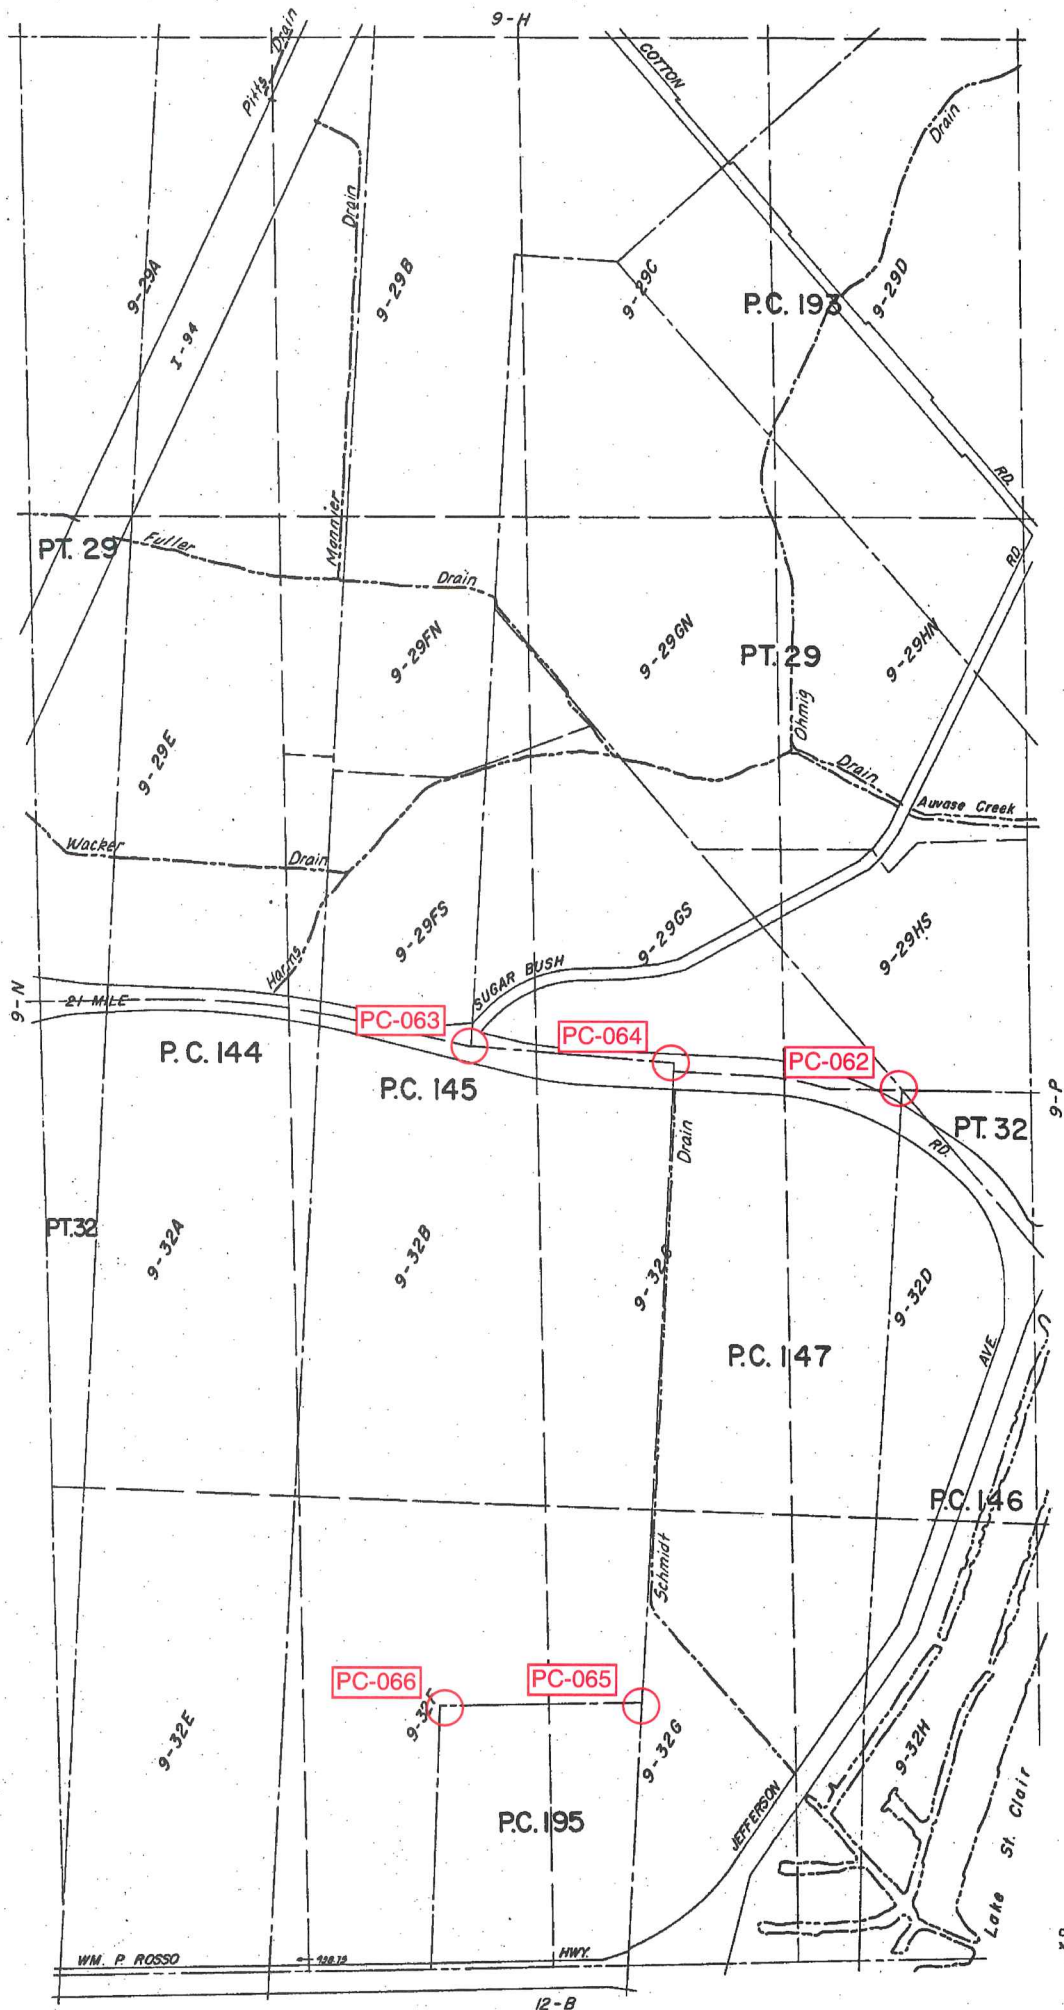 9-H
COTTON
Pitts Drain
Drain
Drain
9-29A
9-29B
9-29C
P.C. 193
9-29D
I-94
RD.
PT. 29
Fuller
Monnier
Drain
RD.
9-29FN
9-29GN
PT. 29
9-29HN
Ohmig
9-29E
Drain
Auvase Creek
Wacker
Drain
9-29FS
9-29GS
9-29HS
Harms
SUGAR BUSH
9-N
21 MILE
PC-063
PC-064
PC-062
P.C. 144
P.C. 145
9-P
PT. 32
RD.
Drain
PT. 32
9-32A
9-32B
9-32C
9-32D
P.C. 147
AVE.
P.C. 146
Schmidt
PC-066
PC-065
9-32F
9-32E
9-32G
9-32H
P.C. 195
JEFFERSON
Lake St. Clair
WM. P. ROSSO
HWY.
12-B